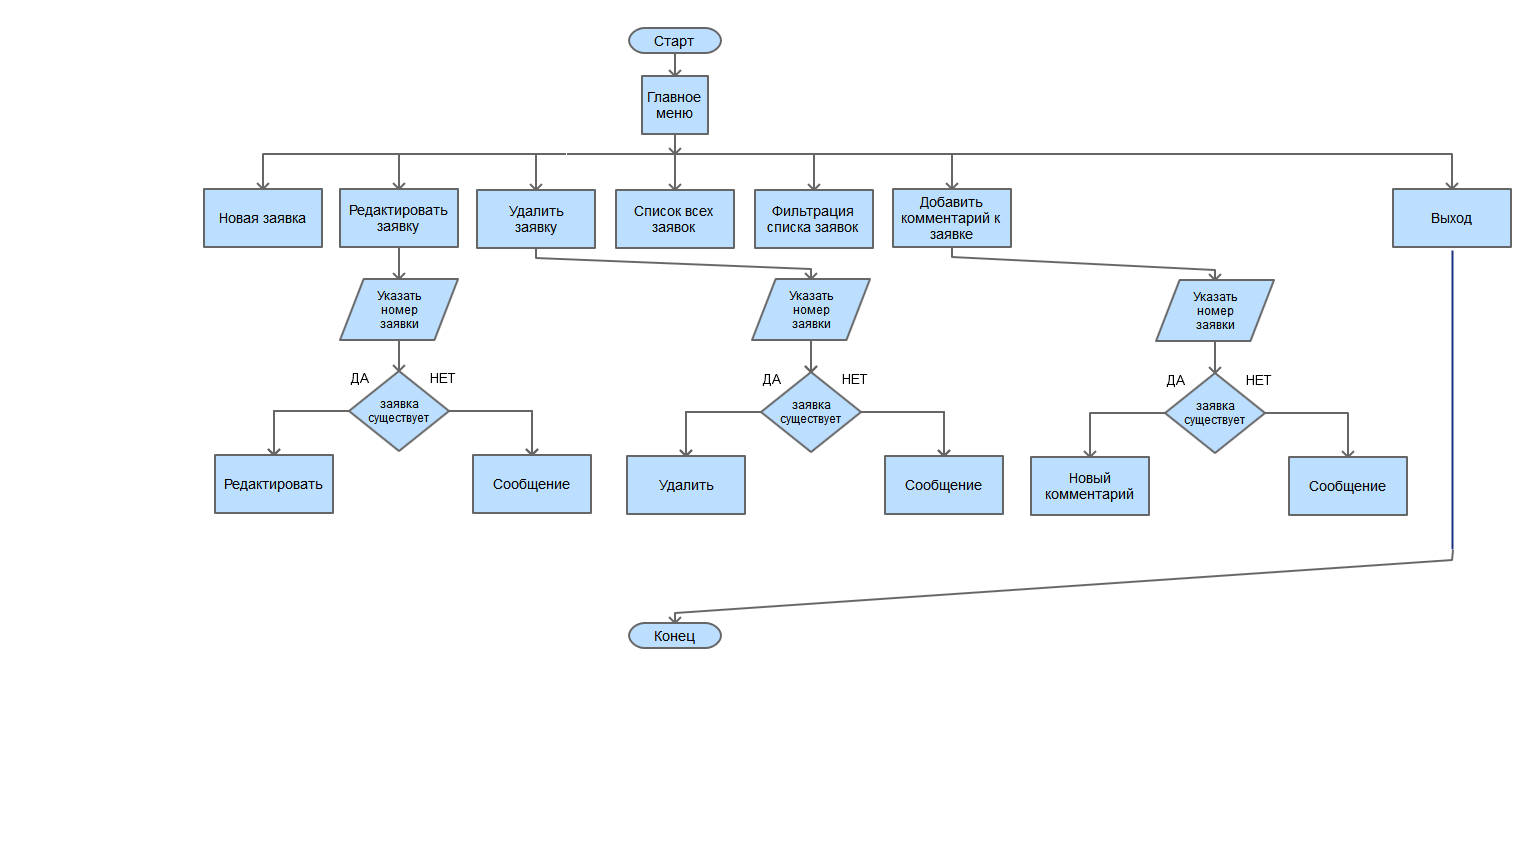 Старт
Главное
меню
Новая заявка
Редактировать
заявку
Удалить
заявку
Список всех
заявок
Фильтрация
списка заявок
Добавить
комментарий к
заявке
Выход
Указать
номер
заявки
Указать
номер
заявки
Указать
номер
заявки
ДА
НЕТ
заявка
существует
ДА
НЕТ
заявка
существует
ДА
НЕТ
заявка
существует
Редактировать
Сообщение
Удалить
Сообщение
Новый
комментарий
Сообщение
Конец